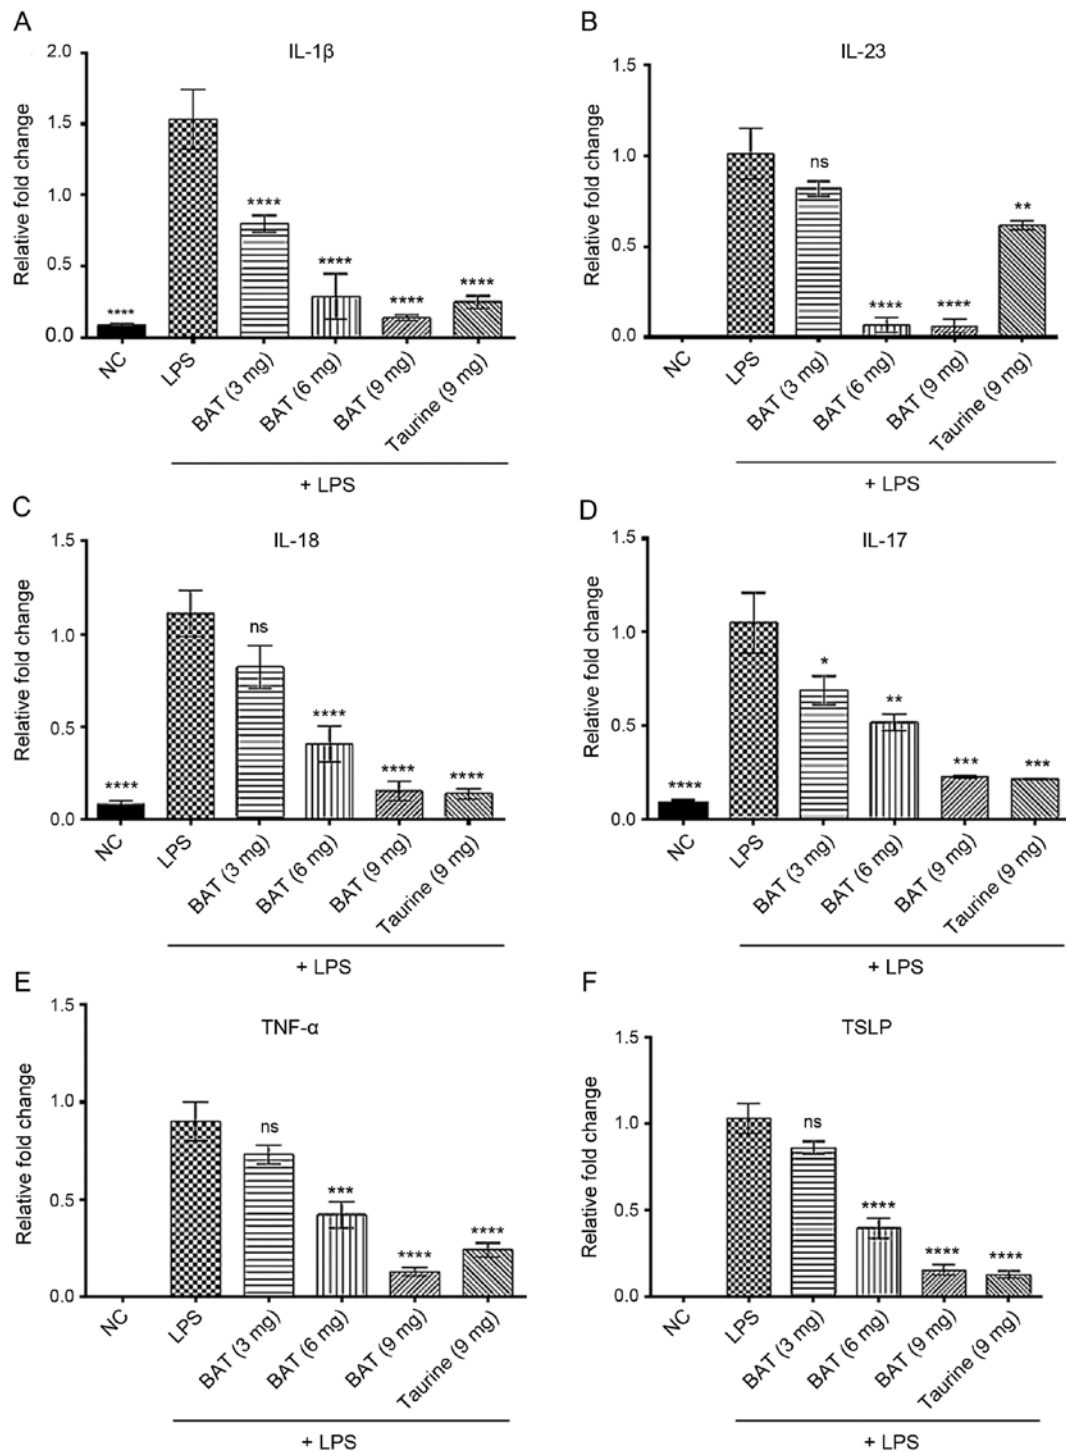 A
IL-1β
Relative fold change
2.0
1.5
1.0
0.5
0.0
****
****
****
****
****
NC
LPS
BAT (3 mg)
BAT (6 mg)
BAT (9 mg)
Taurine (9 mg)
+ LPS
B
IL-23
Relative fold change
1.5
1.0
0.5
0.0
ns
****
****
**
NC
LPS
BAT (3 mg)
BAT (6 mg)
BAT (9 mg)
Taurine (9 mg)
+ LPS
C
IL-18
Relative fold change
1.5
1.0
0.5
0.0
****
ns
****
****
****
NC
LPS
BAT (3 mg)
BAT (6 mg)
BAT (9 mg)
Taurine (9 mg)
+ LPS
D
IL-17
Relative fold change
1.5
1.0
0.5
0.0
****
*
**
***
***
NC
LPS
BAT (3 mg)
BAT (6 mg)
BAT (9 mg)
Taurine (9 mg)
+ LPS
E
TNF-α
Relative fold change
1.5
1.0
0.5
0.0
ns
***
****
****
NC
LPS
BAT (3 mg)
BAT (6 mg)
BAT (9 mg)
Taurine (9 mg)
+ LPS
F
TSLP
Relative fold change
1.5
1.0
0.5
0.0
ns
****
****
****
NC
LPS
BAT (3 mg)
BAT (6 mg)
BAT (9 mg)
Taurine (9 mg)
+ LPS